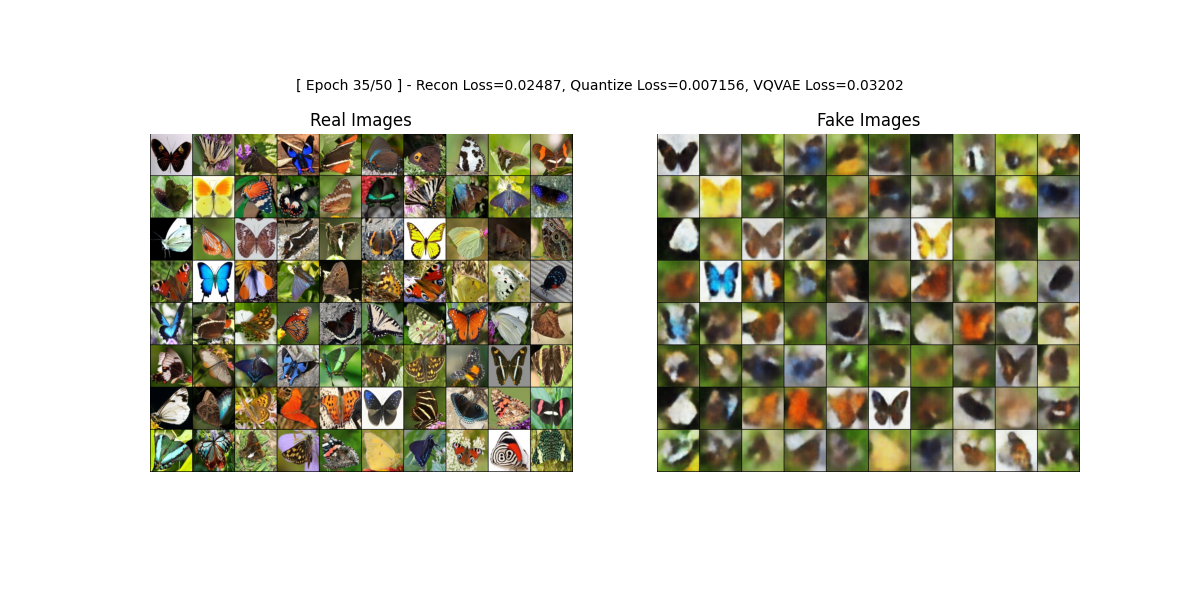 [ Epoch 35/50 ] - Recon Loss=0.02487, Quantize Loss=0.007156, VQVAE Loss=0.03202
Real Images
Fake Images